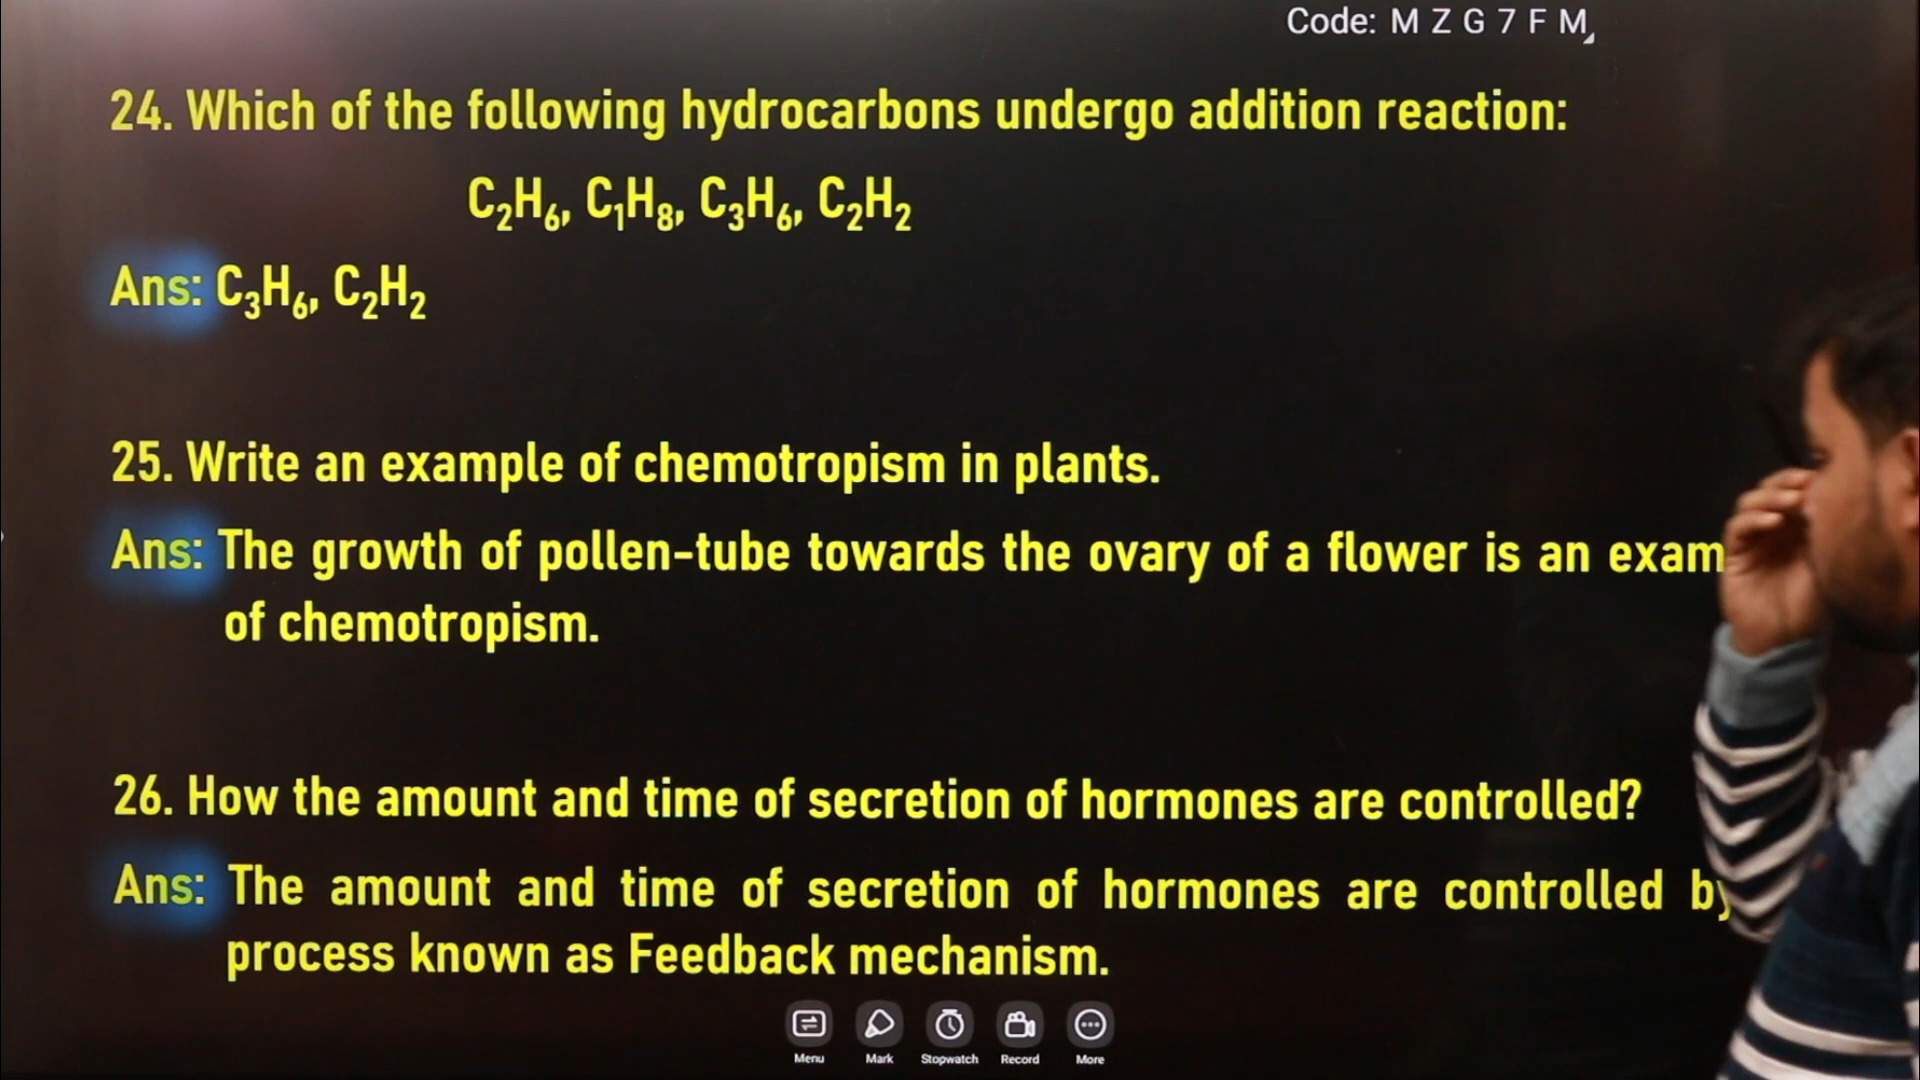 Code: M Z G 7 F M
24. Which of the following hydrocarbons undergo addition reaction:
C₂H₆, C₁H₈, C₃H₆, C₂H₂
Ans: C₃H₆, C₂H₂
25. Write an example of chemotropism in plants.
Ans: The growth of pollen-tube towards the ovary of a flower is an
of chemotropism.
26. How the amount and time of secretion of hormones are controlled?
Ans: The amount and time of secretion of hormones are controlled by
process known as Feedback mechanism.
Menu Mark Stopwatch Record More